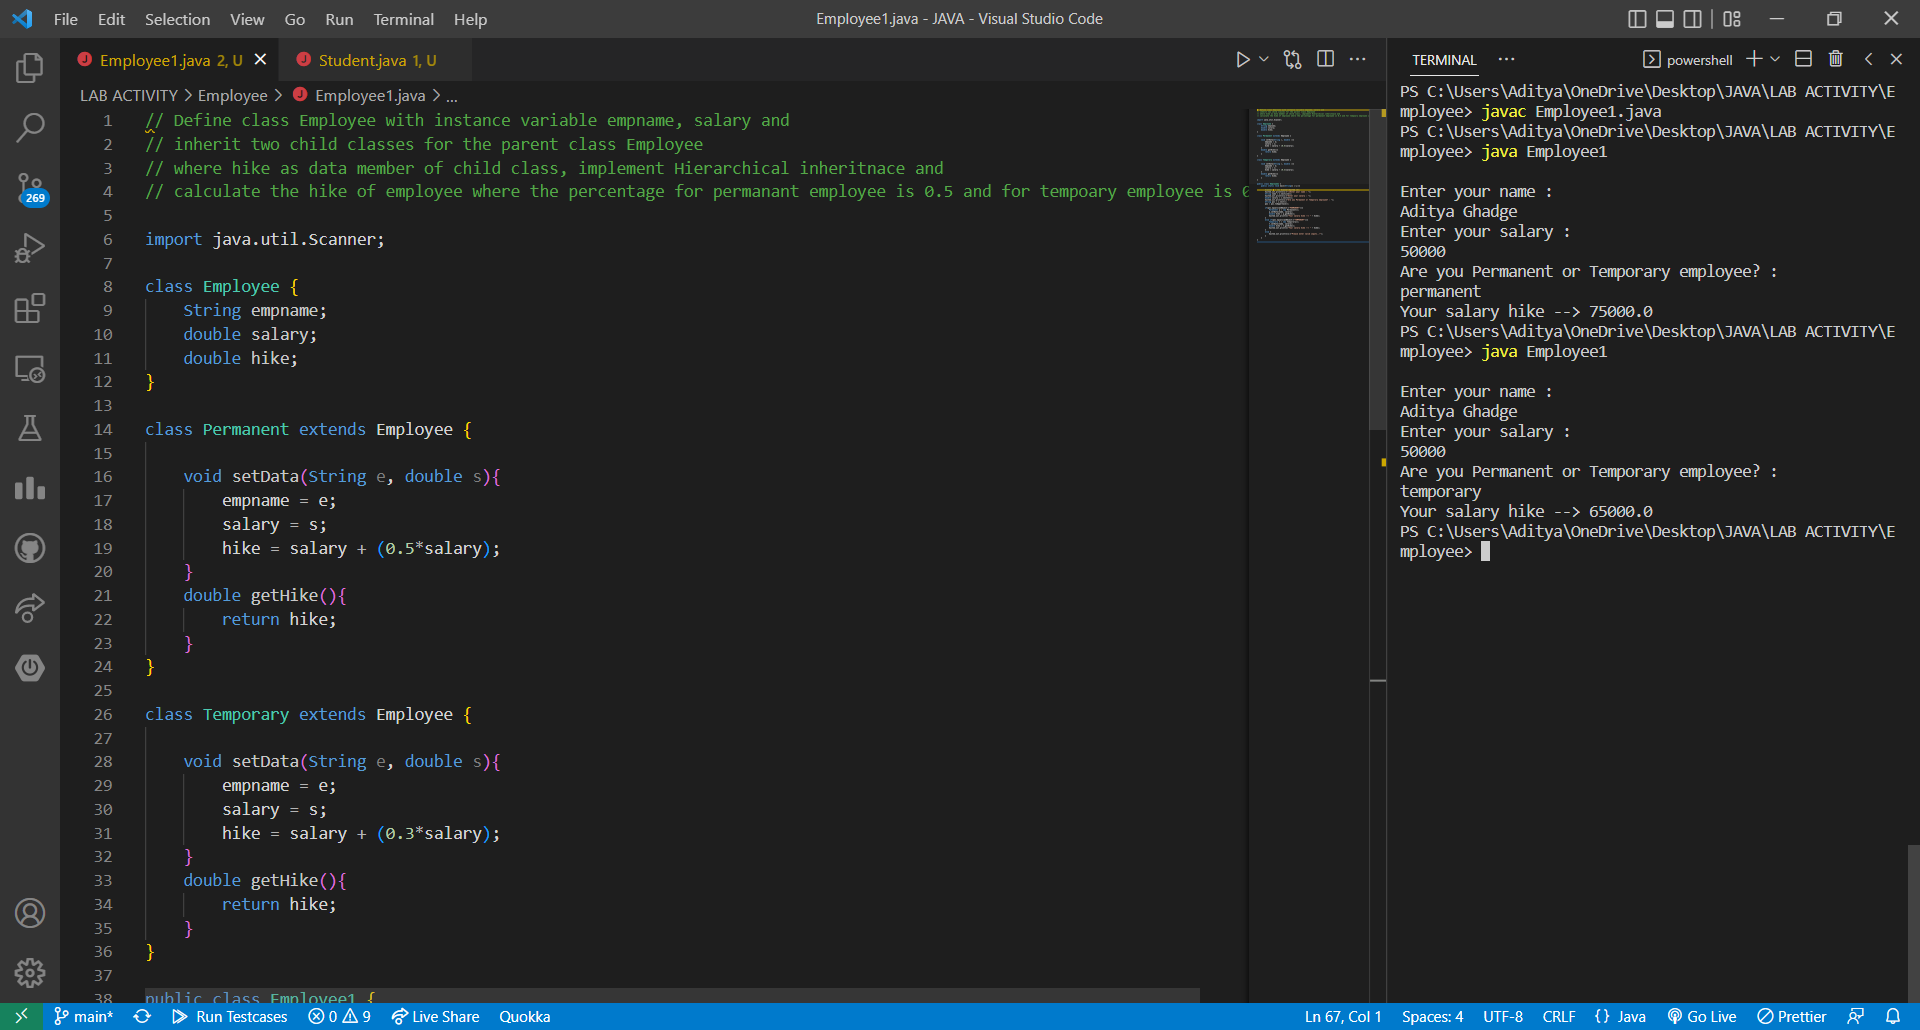 File Edit Selection View Go Run Terminal Help
Employee1.java - JAVA - Visual Studio Code
Employee1.java 2, U
Student.java 1, U
LAB ACTIVITY > Employee > Employee1.java > ...
1 // Define class Employee with instance variable empname, salary and
2 // inherit two child classes for the parent class Employee
3 // where hike as data member of child class, implement Hierarchical inheritnace and
4 // calculate the hike of employee where the percentage for permanant employee is 0.5 and for tempoary employee is 0
5
6 import java.util.Scanner;
7
8 class Employee {
9 String empname;
10 double salary;
11 double hike;
12 }
13
14 class Permanent extends Employee {
15
16 void setData(String e, double s){
17 empname = e;
18 salary = s;
19 hike = salary + (0.5*salary);
20 }
21 double getHike(){
22 return hike;
23 }
24 }
25
26 class Temporary extends Employee {
27
28 void setData(String e, double s){
29 empname = e;
30 salary = s;
31 hike = salary + (0.3*salary);
32 }
33 double getHike(){
34 return hike;
35 }
36 }
37
38 public class Employee1 {
TERMINAL
powershell
PS C:\Users\Aditya\OneDrive\Desktop\JAVA\LAB ACTIVITY\E
mployee> javac Employee1.java
PS C:\Users\Aditya\OneDrive\Desktop\JAVA\LAB ACTIVITY\E
mployee> java Employee1
Enter your name :
Aditya Ghadge
Enter your salary :
50000
Are you Permanent or Temporary employee? :
permanent
Your salary hike --> 75000.0
PS C:\Users\Aditya\OneDrive\Desktop\JAVA\LAB ACTIVITY\E
mployee> java Employee1
Enter your name :
Aditya Ghadge
Enter your salary :
50000
Are you Permanent or Temporary employee? :
temporary
Your salary hike --> 65000.0
PS C:\Users\Aditya\OneDrive\Desktop\JAVA\LAB ACTIVITY\E
mployee>
269
main* Run Testcases 0 9 Live Share Quokka
Ln 67, Col 1 Spaces: 4 UTF-8 CRLF {} Java Go Live Prettier